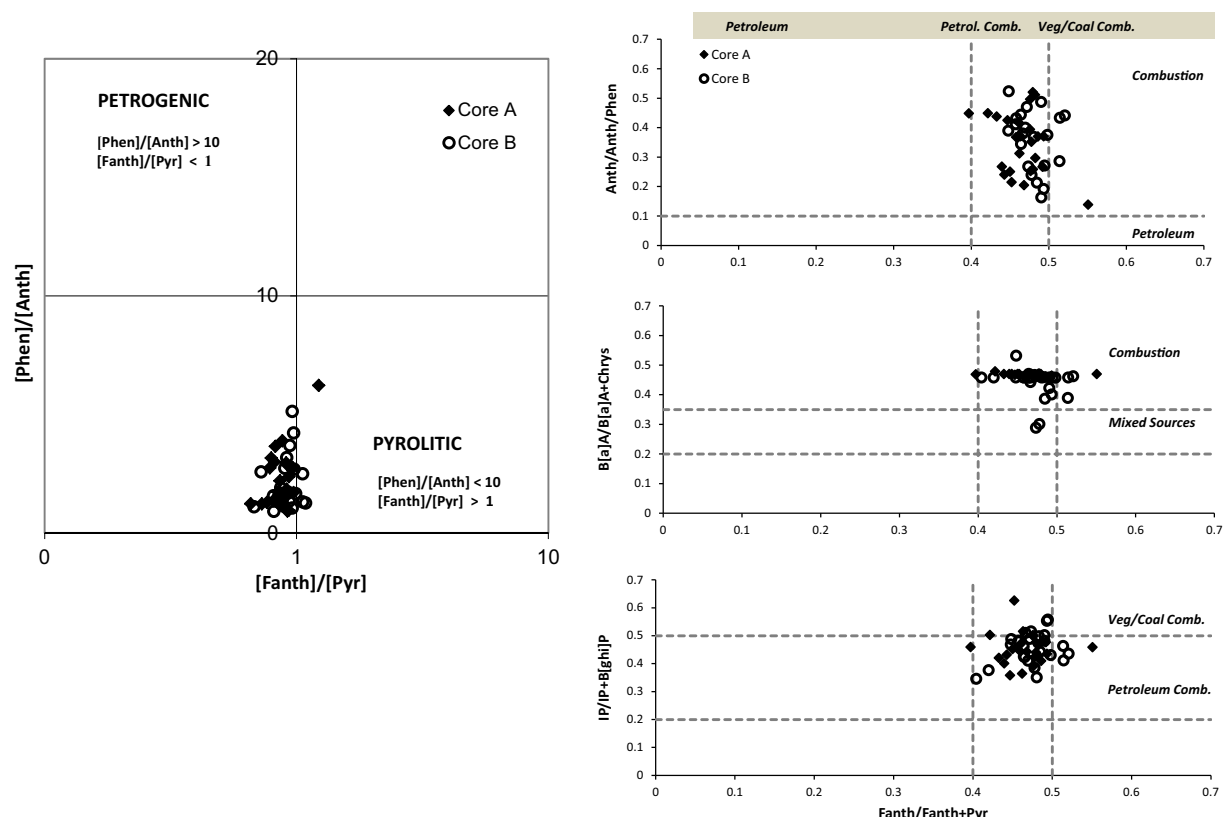 20
PETROGENIC
[Phen]/[Anth] > 10
[Fanth]/[Pyr] < 1
Core A
Core B
[Phen]/[Anth]
10
PYROLITIC
[Phen]/[Anth] < 10
[Fanth]/[Pyr] > 1
0
0 1 10
[Fanth]/[Pyr]
Petroleum Petrol. Comb. Veg/Coal Comb.
0.7
Core A
0.6
Combustion
Core B
0.5
0.4
0.3
0.2
0.1
Petroleum
0
Anth/Anth/Phen
0 0.1 0.2 0.3 0.4 0.5 0.6 0.7
0.7
0.6
Combustion
0.5
0.4
Mixed Sources
0.3
0.2
0.1
0
B[a]A/B[a]A+Chrys
0 0.1 0.2 0.3 0.4 0.5 0.6 0.7
0.7
0.6
Veg/Coal Comb.
0.5
0.4
0.3
Petroleum Comb.
0.2
0.1
0
IP/IP+B[ghi]P
0 0.1 0.2 0.3 0.4 0.5 0.6 0.7
Fanth/Fanth+Pyr